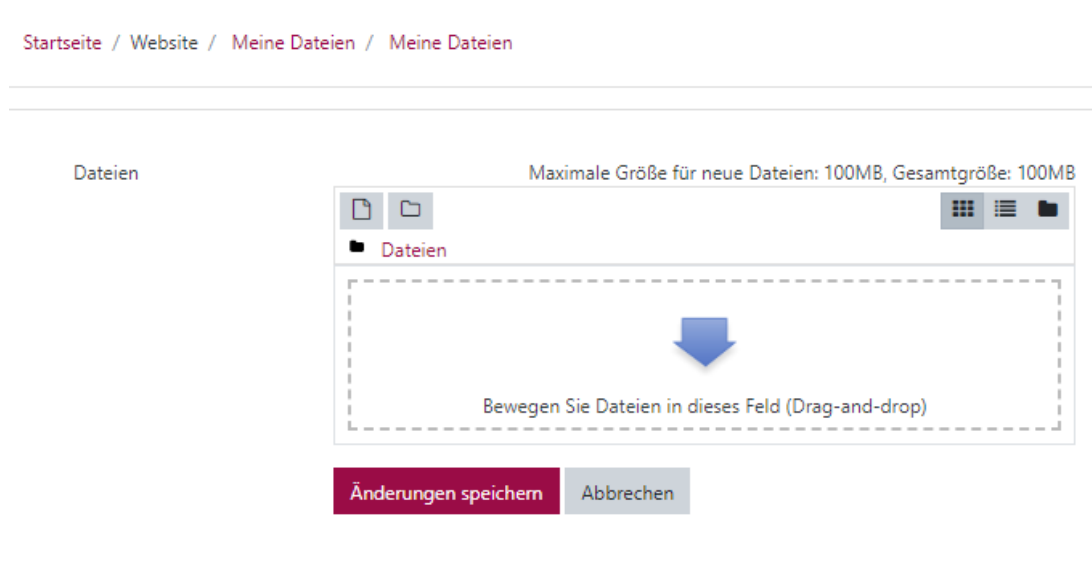 Startseite / Website / Meine Dateien / Meine Dateien
Dateien
Maximale Größe für neue Dateien: 100MB, Gesamtgröße: 100MB
Dateien
Bewegen Sie Dateien in dieses Feld (Drag-and-drop)
Änderungen speichern
Abbrechen